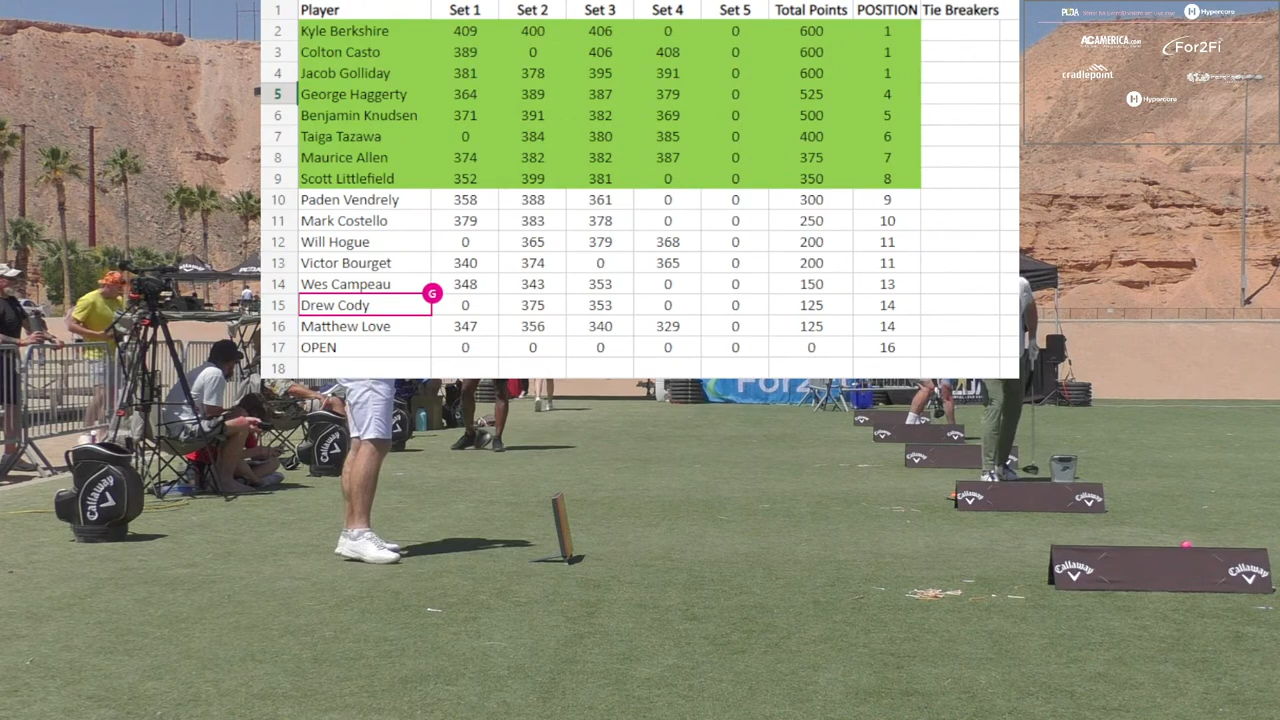 1 Player Set 1 Set 2 Set 3 Set 4 Set 5 Total Points POSITION Tie Breakers
2 Kyle Berkshire 409 400 406 0 0 600 1
3 Colton Casto 389 0 406 408 0 600 1
4 Jacob Golliday 381 378 395 391 0 600 1
5 George Haggerty 364 389 387 379 0 525 4
6 Benjamin Knudsen 371 391 382 369 0 500 5
7 Taiga Tazawa 0 384 380 385 0 400 6
8 Maurice Allen 374 382 382 387 0 375 7
9 Scott Littlefield 352 399 381 0 0 350 8
10 Paden Vendrely 358 388 361 0 0 300 9
11 Mark Costello 379 383 378 0 0 250 10
12 Will Hogue 0 365 379 368 0 200 11
13 Victor Bourget 340 374 0 365 0 200 11
14 Wes Campeau 348 343 353 0 0 150 13
G
15 Drew Cody 0 375 353 0 0 125 14
16 Matthew Love 347 356 340 329 0 125 14
17 OPEN 0 0 0 0 0 0 16
18
PLDA
H Hypercore
ACAMERICA.com
For2Fi
cradlepoint
H Hypercore
PLDA
For2
Callaway
Callaway
Callaway
Callaway
Callaway
Callaway